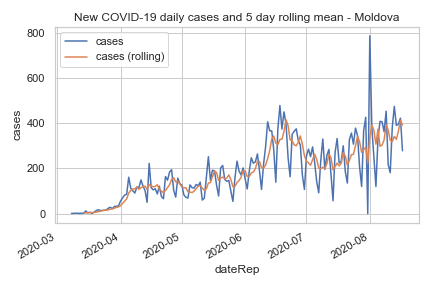 New COVID-19 daily cases and 5 day rolling mean - Moldova
cases
cases (rolling)
800
600
400
200
0
cases
2020-03
2020-04
2020-05
2020-06
2020-07
2020-08
dateRep